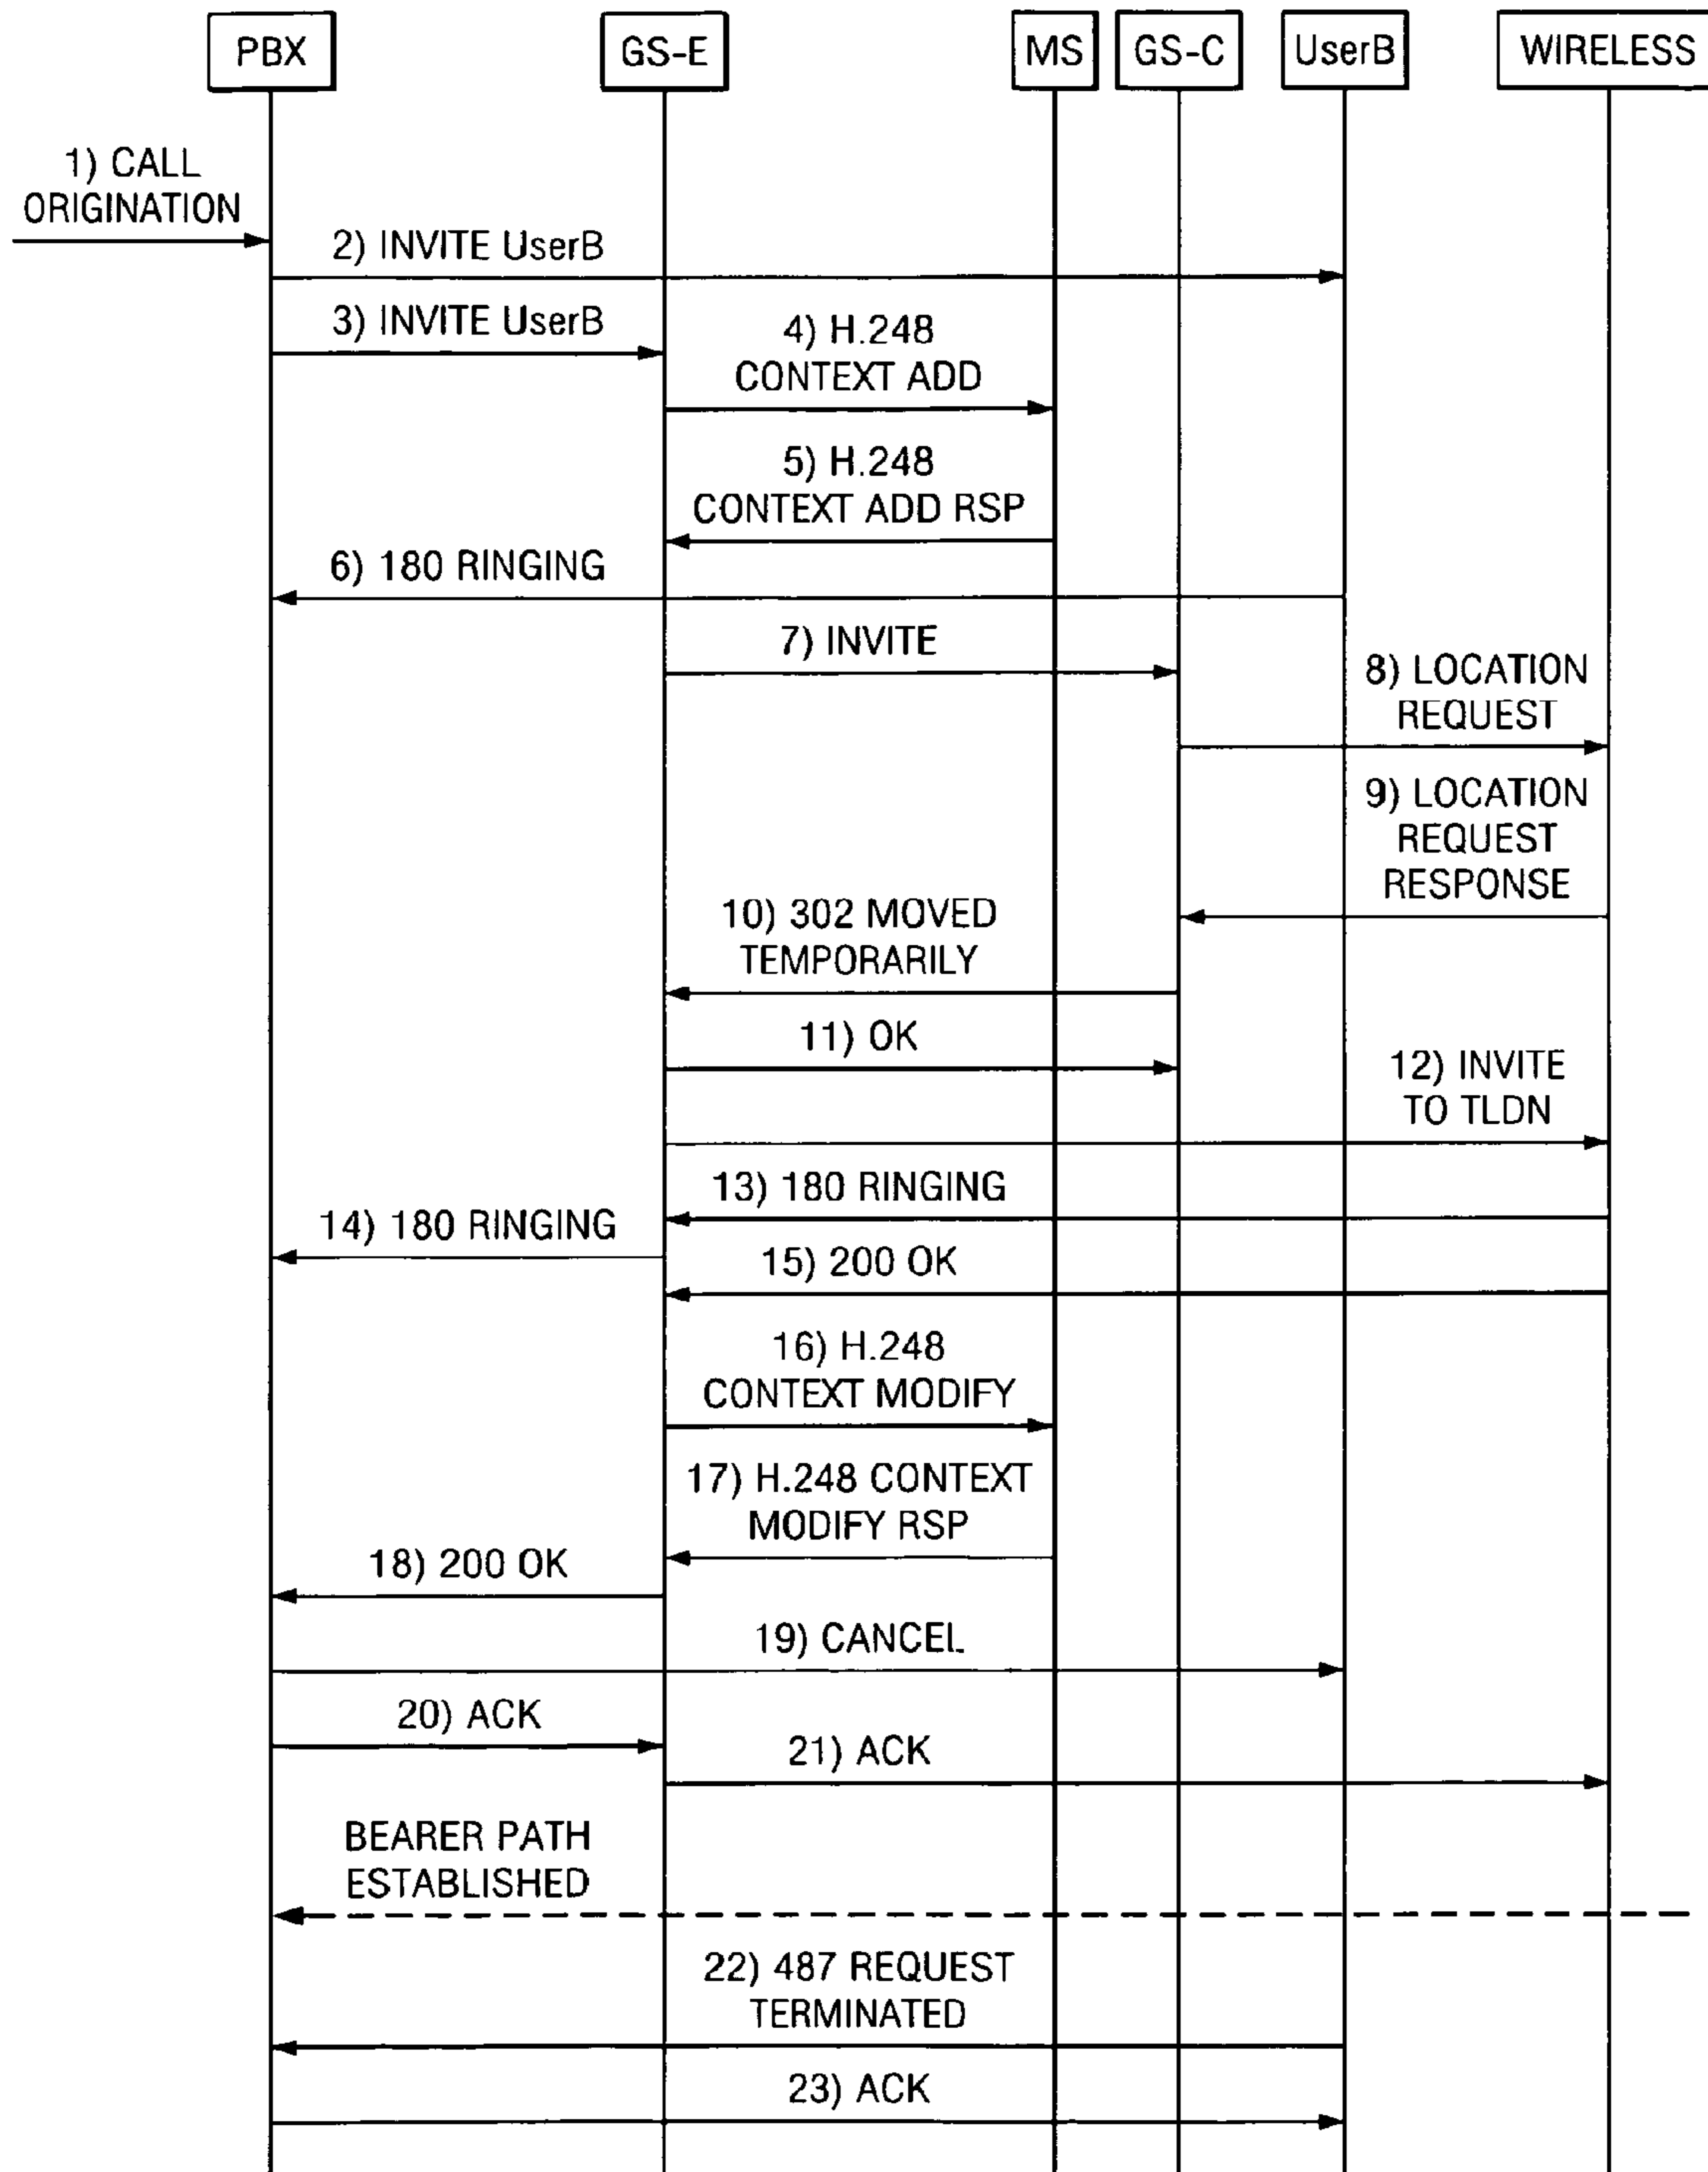 PBX
GS-E
MS
GS-C
UserB
WIRELESS
1) CALL
ORIGINATION
2) INVITE UserB
3) INVITE UserB
4) H.248
CONTEXT ADD
5) H.248
CONTEXT ADD RSP
6) 180 RINGING
7) INVITE
8) LOCATION
REQUEST
9) LOCATION
REQUEST
RESPONSE
10) 302 MOVED
TEMPORARILY
11) OK
12) INVITE
TO TLDN
13) 180 RINGING
14) 180 RINGING
15) 200 OK
16) H.248
CONTEXT MODIFY
17) H.248 CONTEXT
MODIFY RSP
18) 200 OK
19) CANCEL
20) ACK
21) ACK
BEARER PATH
ESTABLISHED
22) 487 REQUEST
TERMINATED
23) ACK